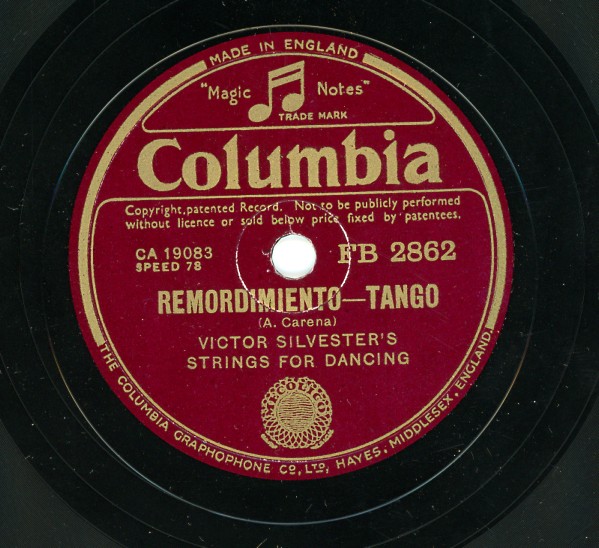 MADE IN ENGLAND
"Magic Notes"
TRADE MARK
Columbia
Copyright, patented Record. Not to be publicly performed
without licence or sold below price fixed by patentees.
CA 19083
SPEED 78
FB 2862
REMORDIMIENTO—TANGO
(A. Carena)
VICTOR SILVESTER'S
STRINGS FOR DANCING
THE COLUMBIA GRAPHOPHONE CO., LTD., HAYES, MIDDLESEX, ENGLAND.